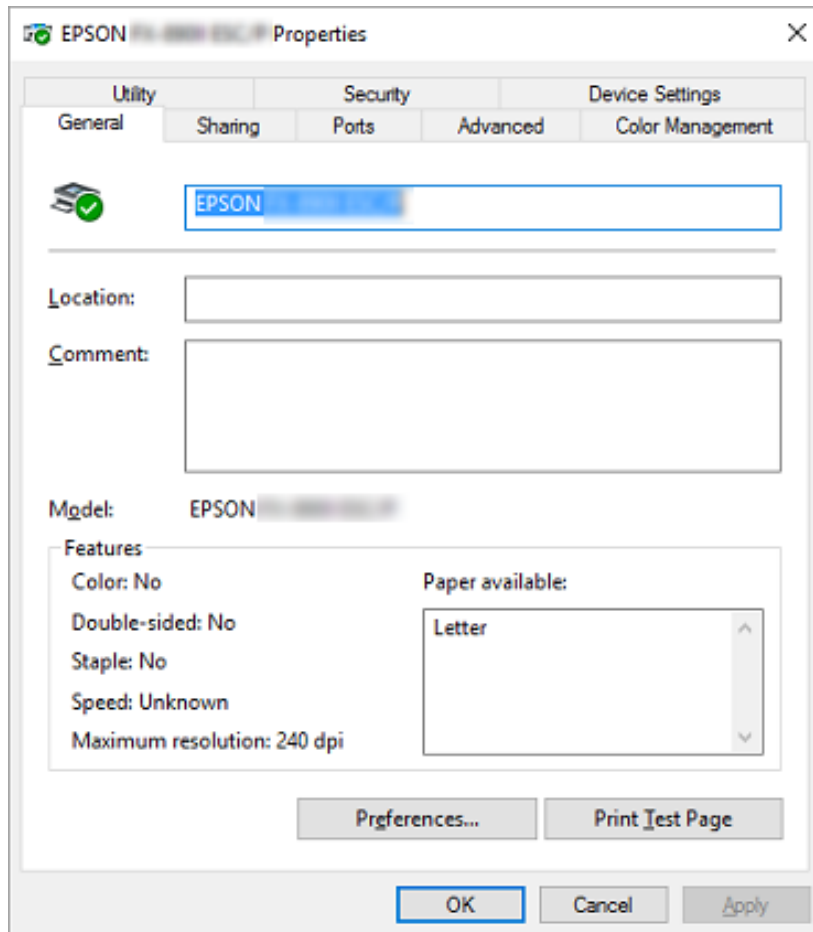 EPSON Properties
Utility Security Device Settings
General Sharing Ports Advanced Color Management
EPSON
Location:
Comment:
Model: EPSON
Features
Color: No
Paper available:
Double-sided: No
Letter
Staple: No
Speed: Unknown
Maximum resolution: 240 dpi
Preferences...
Print Test Page
OK
Cancel
Apply